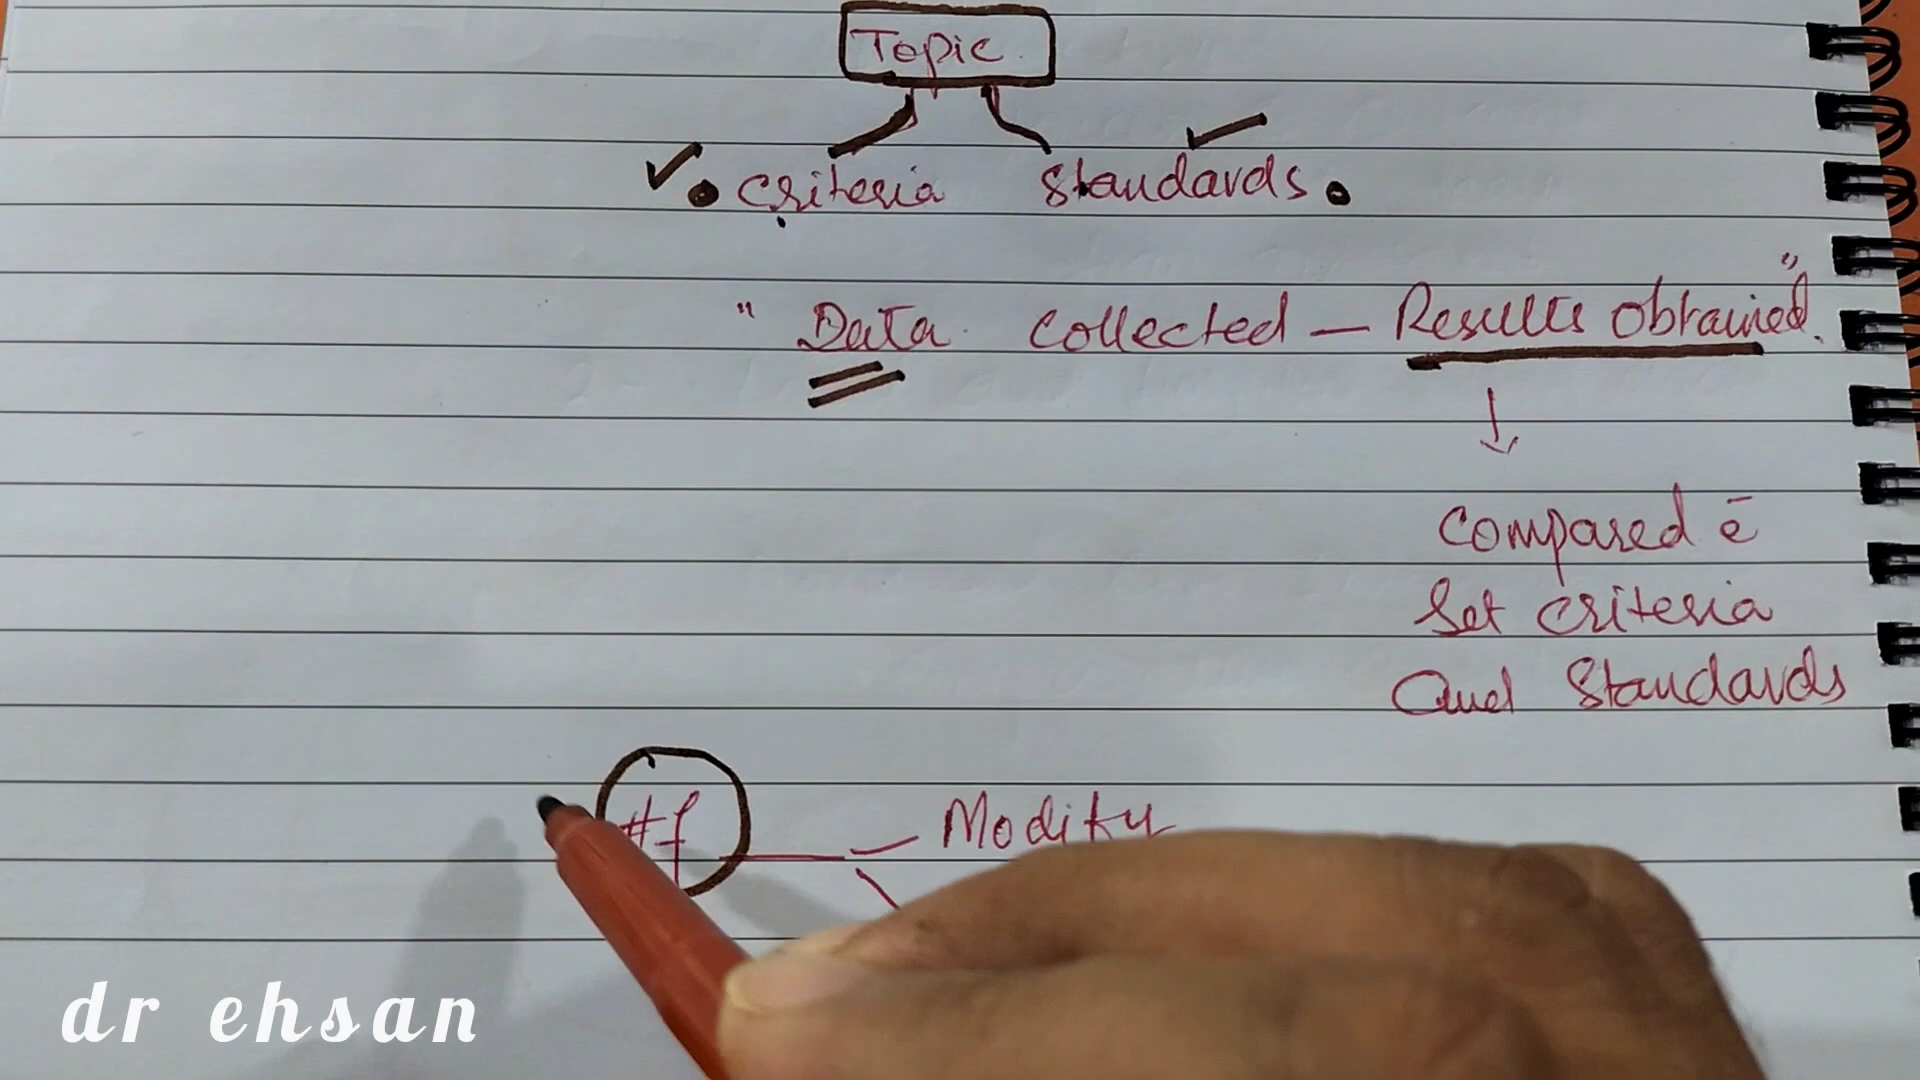 Topic
criteria standards.
" Data collected — Results obtained."
↓
Compared c̄
Set criteria
and standards
#f — Modify
dr ehsan